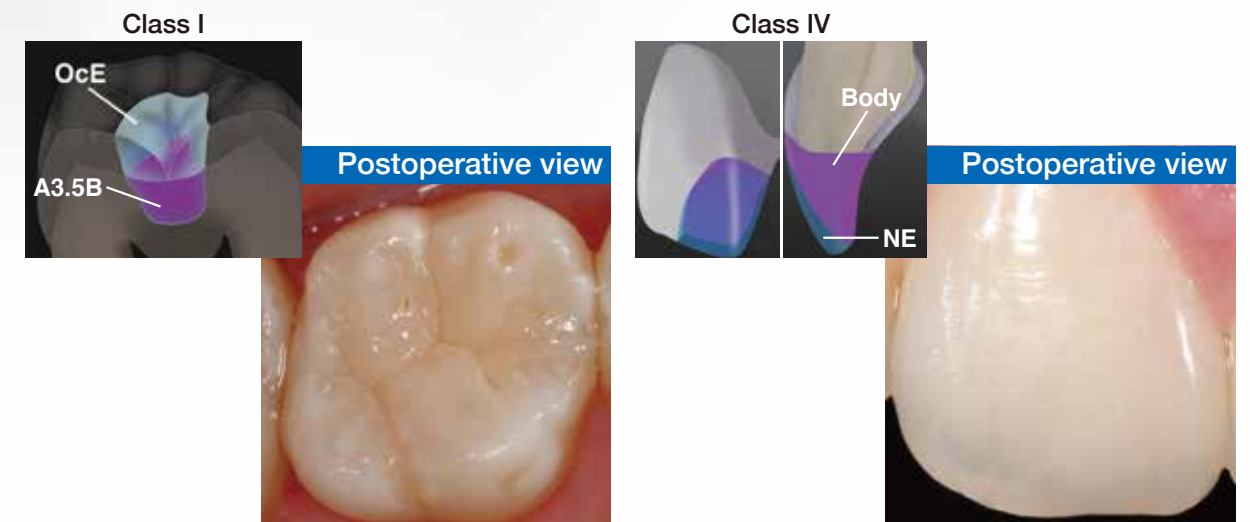 Class I
OcE
A3.5B
Postoperative view
Class IV
Body
NE
Postoperative view